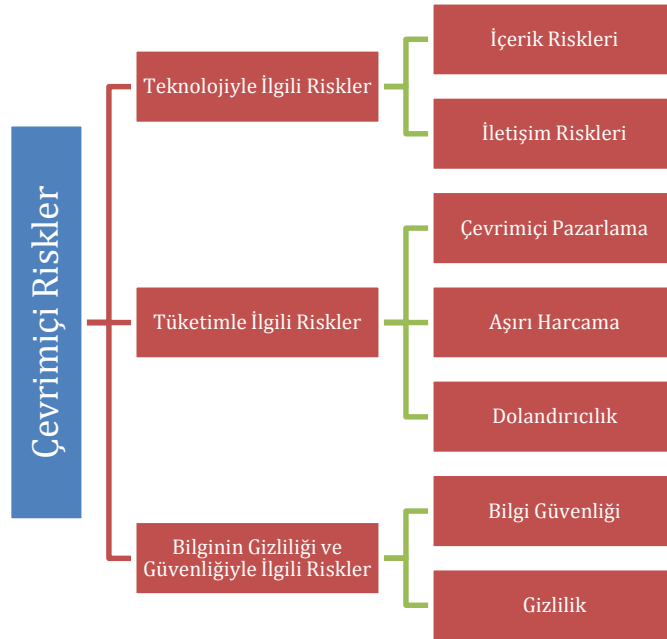 Çevrimiçi Riskler
Teknolojiyle İlgili Riskler
İçerik Riskleri
İletişim Riskleri
Tüketimle İlgili Riskler
Çevrimiçi Pazarlama
Aşırı Harcama
Dolandırıcılık
Bilginin Gizliliği ve
Güvenliğiyle İlgili Riskler
Bilgi Güvenliği
Gizlilik